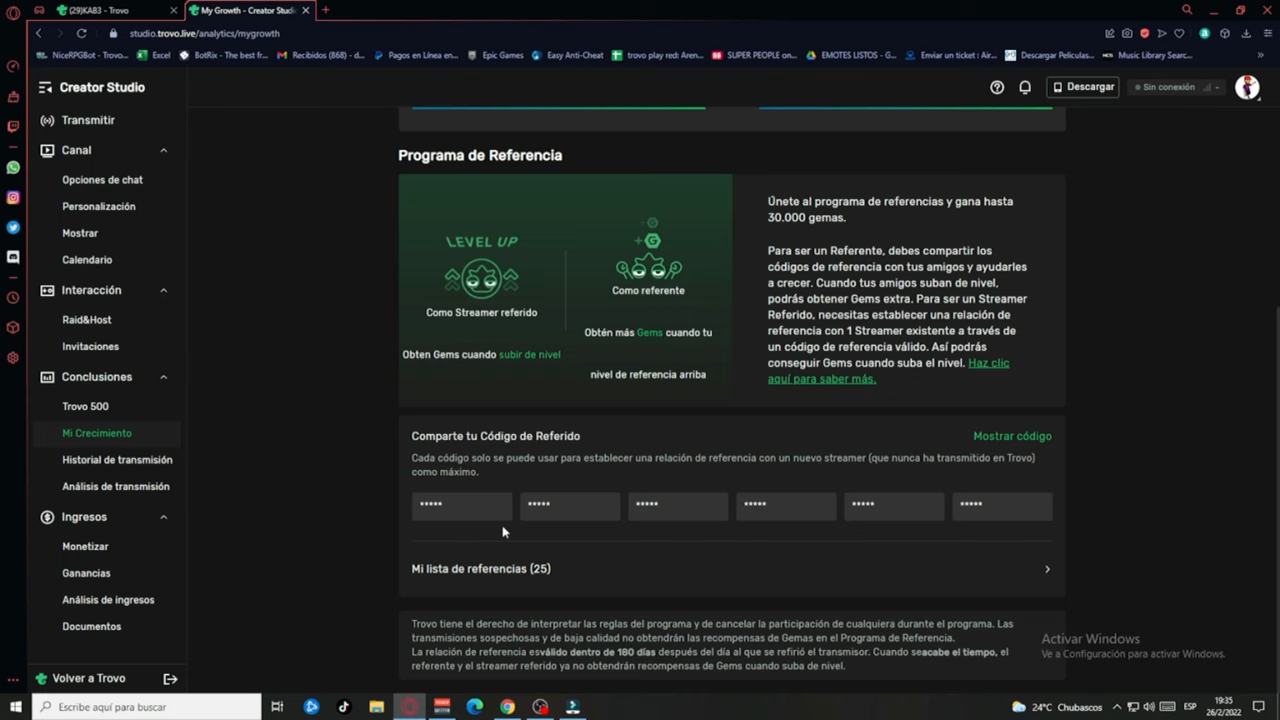 (29)KAB3 - Trovo
My Growth - Creator Studi
studio.trovo.live/analytics/mygrowth
NiceRPGBot - Trovo...
Excel
BotRix - The best fr...
Recibidos (868) - d...
Pagos en Línea en...
Epic Games
Easy Anti-Cheat
trovo play red: Aren...
SUPER PEOPLE on...
EMOTES LISTOS - G...
Enviar un ticket : Air...
Descargar Peliculas...
Music Library Searc...
Creator Studio
Descargar
Sin conexión
Transmitir
Canal
Opciones de chat
Personalización
Mostrar
Calendario
Interacción
Raid&Host
Invitaciones
Conclusiones
Trovo 500
Mi Crecimiento
Historial de transmisión
Análisis de transmisión
Ingresos
Monetizar
Ganancias
Análisis de ingresos
Documentos
Volver a Trovo
Programa de Referencia
LEVEL UP
Como Streamer referido
Obten Gems cuando subir de nivel
+G
Como referente
Obtén más Gems cuando tu
nivel de referencia arriba
Únete al programa de referencias y gana hasta
30.000 gemas.
Para ser un Referente, debes compartir los
códigos de referencia con tus amigos y ayudarles
a crecer. Cuando tus amigos suban de nivel,
podrás obtener Gems extra. Para ser un Streamer
Referido, necesitas establecer una relación de
referencia con 1 Streamer existente a través de
un código de referencia válido. Así podrás
conseguir Gems cuando suba el nivel. Haz clic
aquí para saber más.
Comparte tu Código de Referido
Mostrar código
Cada código solo se puede usar para establecer una relación de referencia con un nuevo streamer (que nunca ha transmitido en Trovo)
como máximo.
***** ***** ***** ***** ***** *****
Mi lista de referencias (25)
Trovo tiene el derecho de interpretar las reglas del programa y de cancelar la participación de cualquiera durante el programa. Las
transmisiones sospechosas y de baja calidad no obtendrán las recompensas de Gemas en el Programa de Referencia.
La relación de referencia esválido dentro de 180 días después del día al que se refirió el transmisor. Cuando seacabe el tiempo, el
referente y el streamer referido ya no obtendrán recompensas de Gems cuando suba de nivel.
Activar Windows
Ve a Configuración para activar Windows.
Escribe aquí para buscar
24°C Chubascos
ESP
19:35
26/2/2022